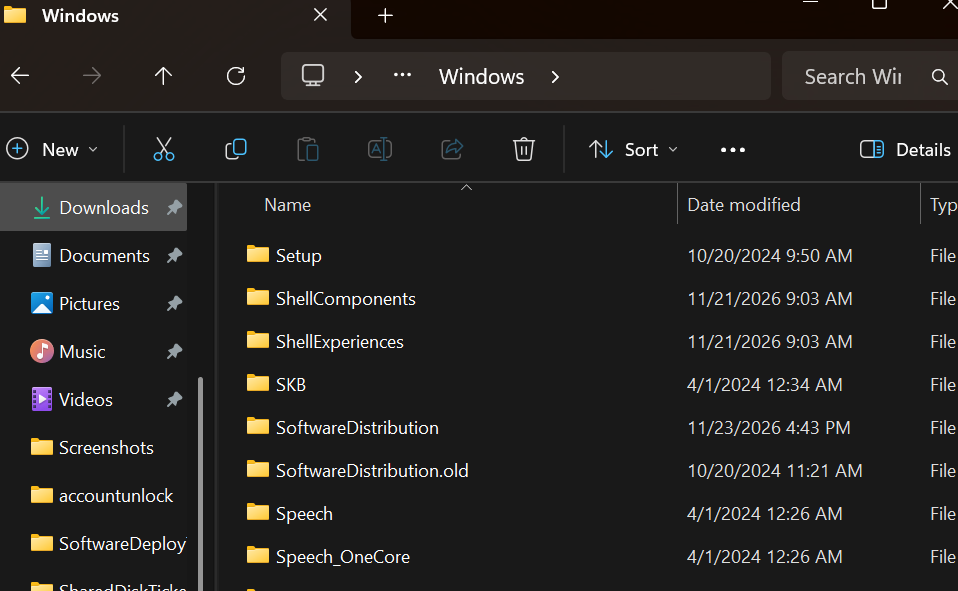 Windows
Windows
Search Wi
New
Sort
Details
Downloads
Documents
Pictures
Music
Videos
Screenshots
accountunlock
SoftwareDeploy
SharedDiskTicke
Name Date modified Typ
Setup 10/20/2024 9:50 AM File
ShellComponents 11/21/2026 9:03 AM File
ShellExperiences 11/21/2026 9:03 AM File
SKB 4/1/2024 12:34 AM File
SoftwareDistribution 11/23/2026 4:43 PM File
SoftwareDistribution.old 10/20/2024 11:21 AM File
Speech 4/1/2024 12:26 AM File
Speech_OneCore 4/1/2024 12:26 AM File